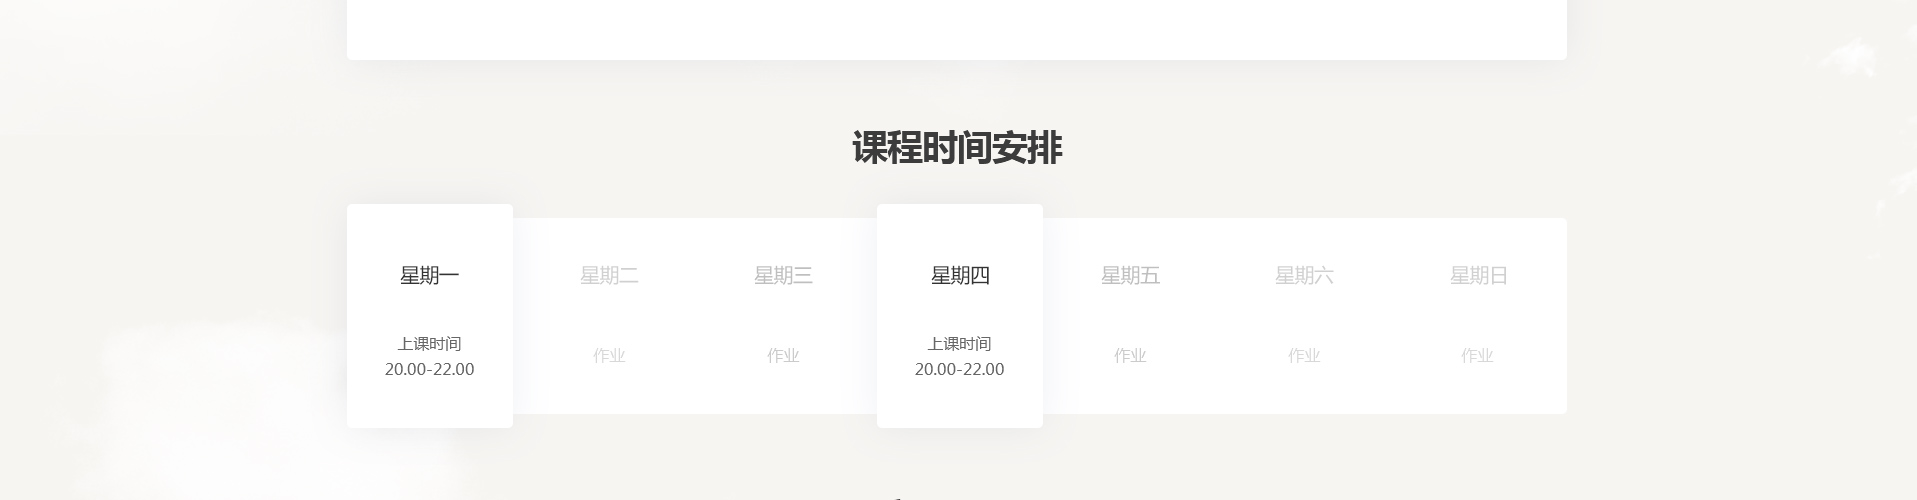 课程时间安排
星期一
星期二
星期三
星期四
星期五
星期六
星期日
上课时间
20.00-22.00
作业
作业
上课时间
20.00-22.00
作业
作业
作业